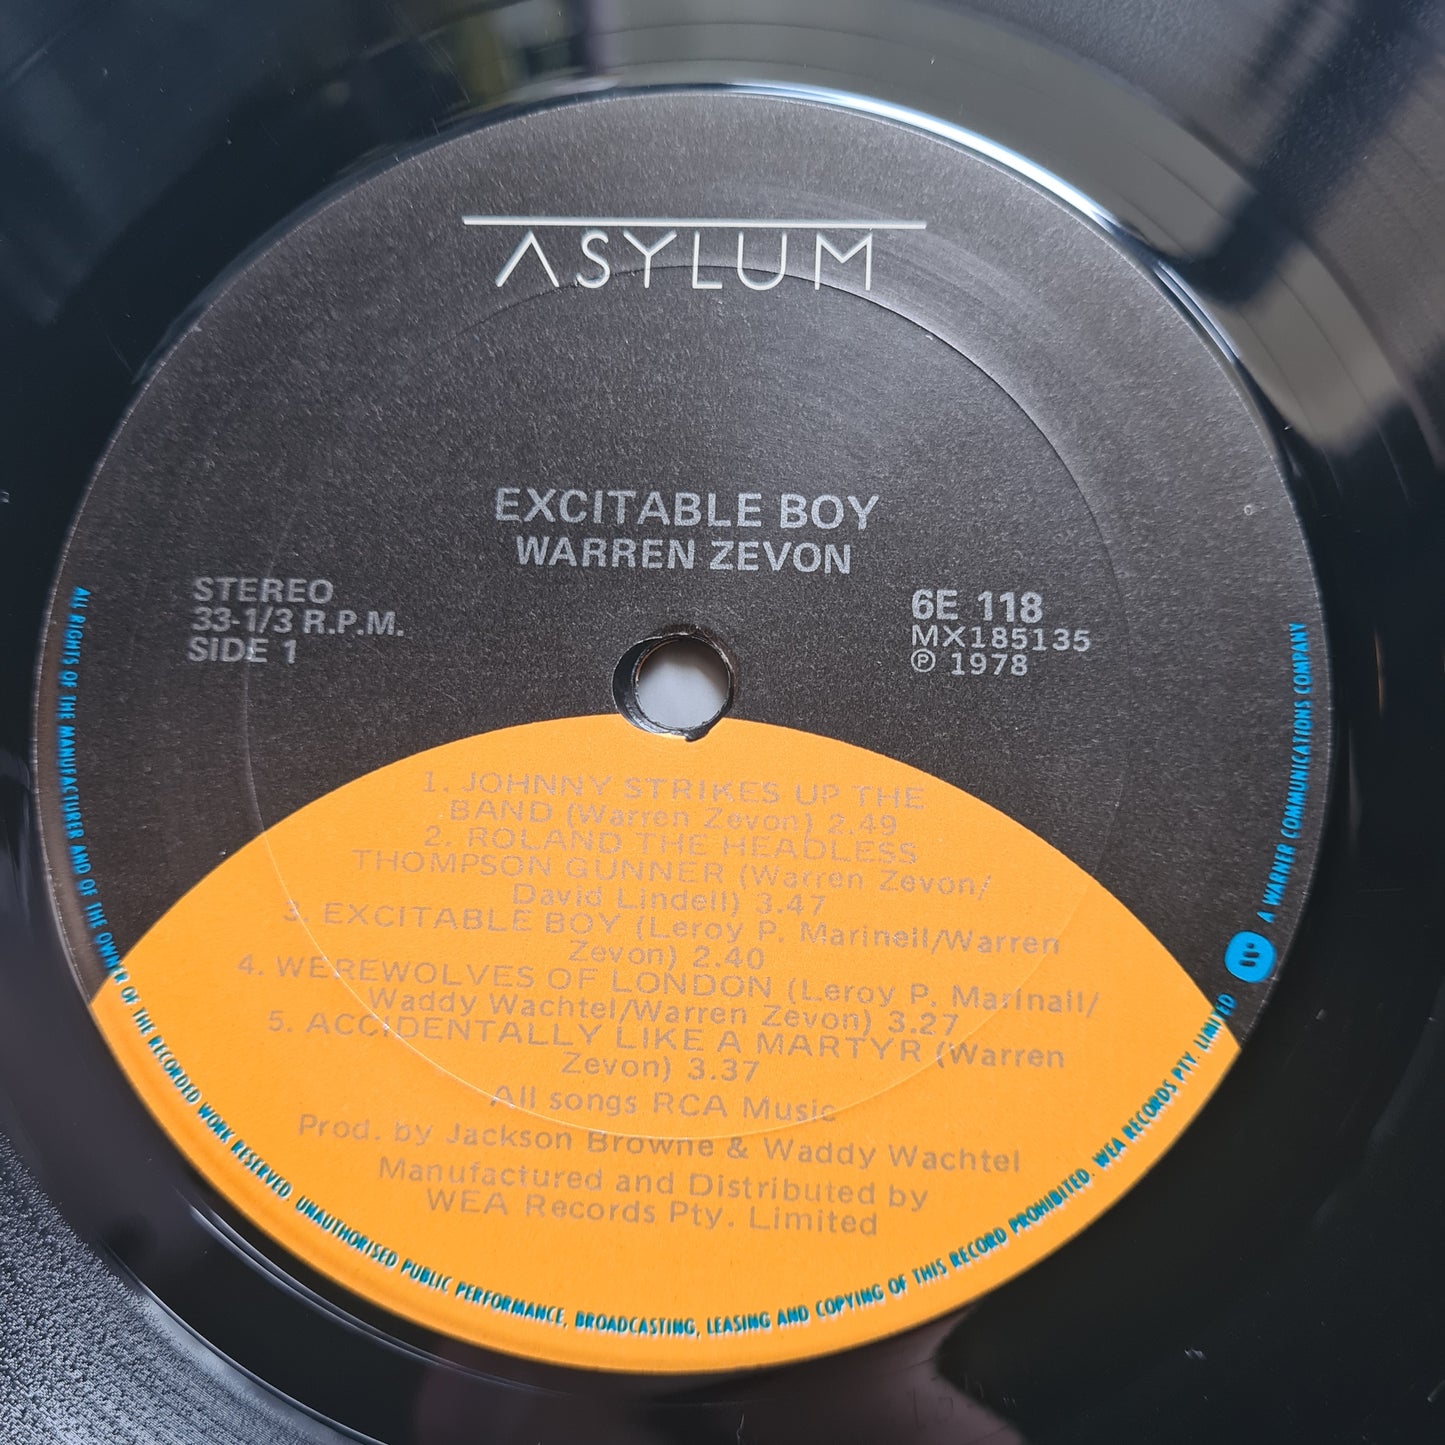 ASYLUM
EXCITABLE BOY
WARREN ZEVON
STEREO
33-1/3 R.P.M.
SIDE 1
6E 118
MX185135
℗ 1978
1. JOHNNY STRIKES UP THE
BAND (Warren Zevon) 2.49
2. ROLAND THE HEADLESS
THOMPSON GUNNER (Warren Zevon/
David Lindell) 3.47
3. EXCITABLE BOY (Leroy P. Marinell/Warren
Zevon) 2.40
4. WEREWOLVES OF LONDON (Leroy P. Marinall/
Waddy Wachtel/Warren Zevon) 3.27
5. ACCIDENTALLY LIKE A MARTYR (Warren
Zevon) 3.37
All songs RCA Music
Prod. by Jackson Browne & Waddy Wachtel
Manufactured and Distributed by
WEA Records Pty. Limited
ALL RIGHTS OF THE MANUFACTURER AND OF THE OWNER OF THE RECORDED WORK RESERVED. UNAUTHORISED PUBLIC PERFORMANCE, BROADCASTING, LEASING AND COPYING OF THIS RECORD PROHIBITED. WEA RECORDS PTY. LIMITED
A WARNER COMMUNICATIONS COMPANY